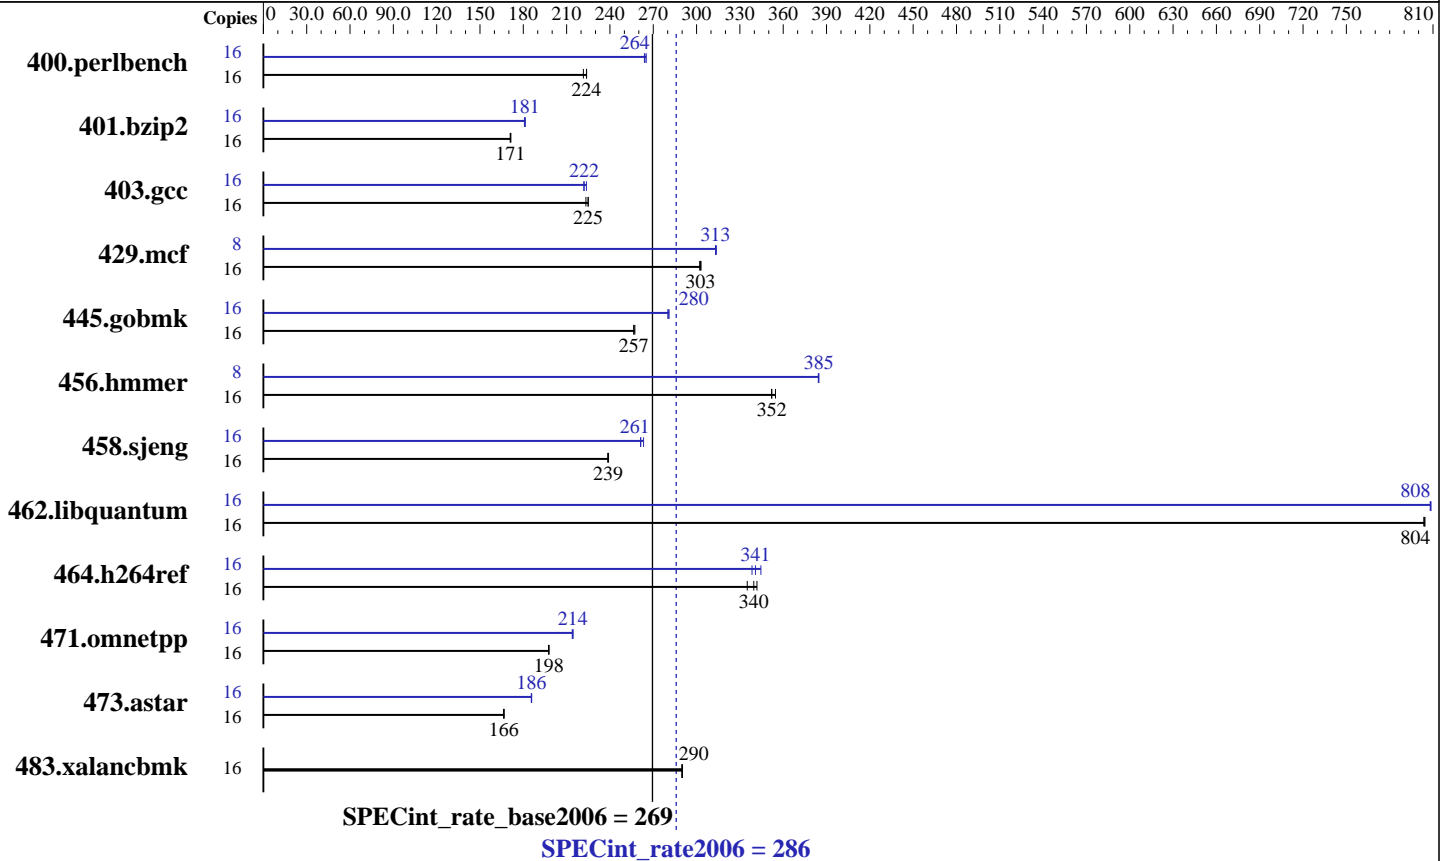 Copies 0 30.0 60.0 90.0 120 150 180 210 240 270 300 330 360 390 420 450 480 510 540 570 600 630 660 690 720 750 810
400.perlbench 16 264
16 224
401.bzip2 16 181
16 171
403.gcc 16 222
16 225
429.mcf 8 313
16 303
445.gobmk 16 280
16 257
456.hmmer 8 385
16 352
458.sjeng 16 261
16 239
462.libquantum 16 808
16 804
464.h264ref 16 341
16 340
471.omnetpp 16 214
16 198
473.astar 16 186
16 166
483.xalancbmk 16 290
SPECint_rate_base2006 = 269
SPECint_rate2006 = 286